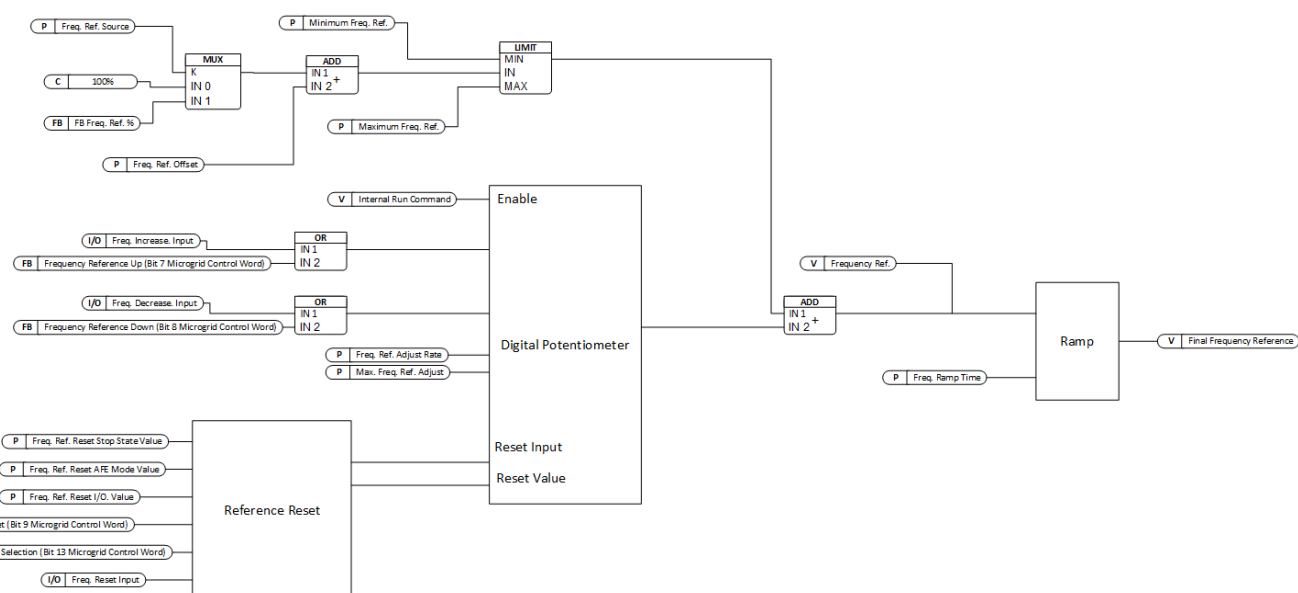 P Freq. Ref. Source
P Minimum Freq. Ref.
MUX
K
IN 0
IN 1
C 100%
FB FB Freq. Ref. %
ADD
IN 1
IN 2 +
LIMIT
MIN
IN
MAX
P Maximum Freq. Ref.
P Freq. Ref. Offset
V Internal Run Command
Enable
I/O Freq. Increase. Input
FB Frequency Reference Up (Bit 7 Microgrid Control Word)
OR
IN 1
IN 2
I/O Freq. Decrease. Input
FB Frequency Reference Down (Bit 8 Microgrid Control Word)
OR
IN 1
IN 2
Digital Potentiometer
P Freq. Ref. Adjust Rate
P Max. Freq. Ref. Adjust
V Frequency Ref.
ADD
IN 1
IN 2 +
Ramp
V Final Frequency Reference
P Freq. Ramp Time
Reset Input
Reset Value
P Freq. Ref. Reset Stop State Value
P Freq. Ref. Reset AFE Mode Value
P Freq. Ref. Reset I/O. Value
(Bit 9 Microgrid Control Word)
Selection (Bit 13 Microgrid Control Word)
I/O Freq. Reset Input
Reference Reset